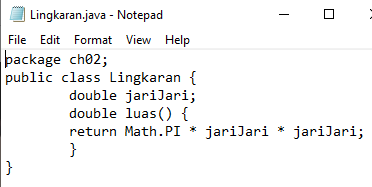 Lingkaran.java - Notepad
File Edit Format View Help
package ch02;
public class Lingkaran {
        double jariJari;
        double luas() {
        return Math.PI * jariJari * jariJari;
        }
}